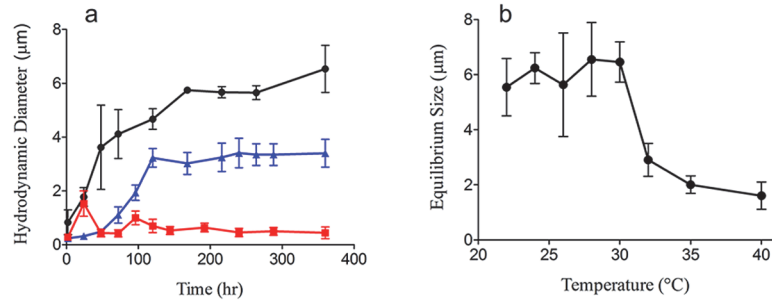 a
Hydrodynamic Diameter (μm)
8
6
4
2
0
0 100 200 300 400
Time (hr)
b
Equilibrium Size (μm)
8
6
4
2
0
20 25 30 35 40
Temperature (°C)